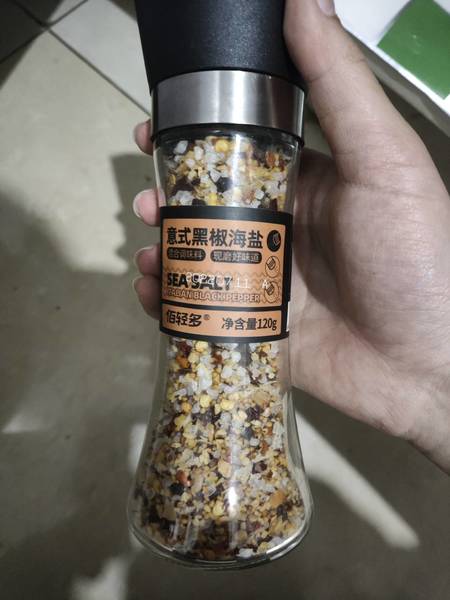 意式黑椒海盐
混合调味料 现磨好味道
SEA SALT
ITALIAN BLACK PEPPER
佰轻多® 净含量120g